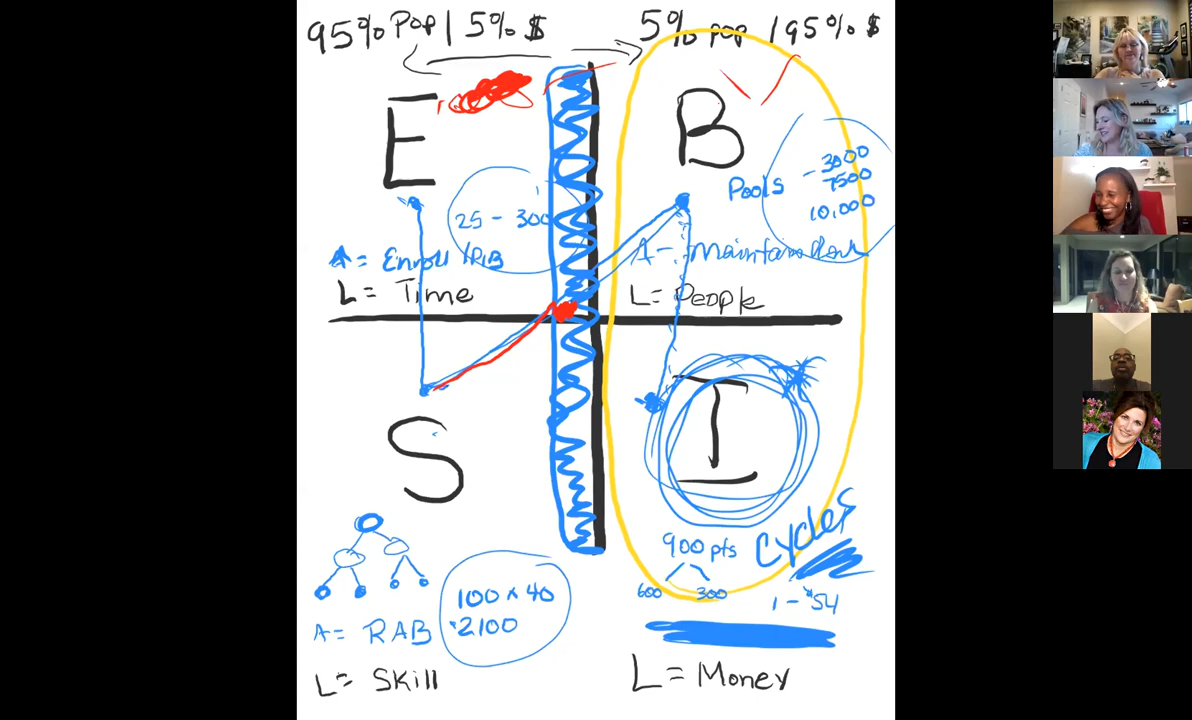 95% Pop | 5% $
5% pop | 95% $
E
25 - 300
A = Enroll / RAB
L = Time
B
Pools
- 3000
7500
10,000
L = People
S
100 x 40
2100
A = RAB
L = Skill
I
900 pts
600 300
Cycles
1 - $54
L = Money